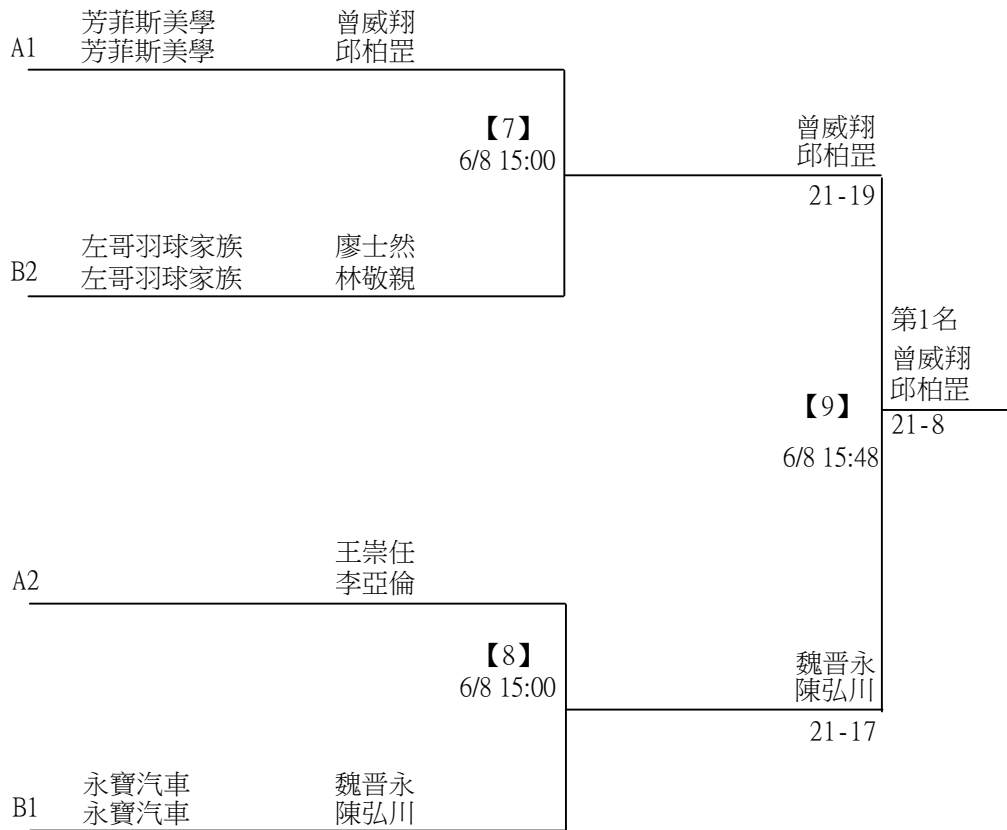 芳菲斯美學 曾威翔
A1 芳菲斯美學 邱柏罡
【7】
6/8 15:00
曾威翔
邱柏罡
21-19
左哥羽球家族 廖士然
B2 左哥羽球家族 林敬親
第1名
曾威翔
邱柏罡
【9】
21-8
6/8 15:48
王崇任
A2 李亞倫
【8】
6/8 15:00
魏晋永
陳弘川
21-17
永寶汽車 魏晋永
B1 永寶汽車 陳弘川